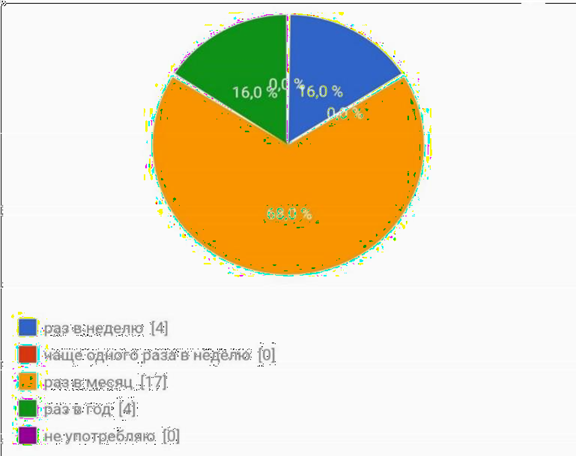 0,0 %
16,0 %
16,0 %
0,0 %
68,0 %
раз в неделю [4]
чаще одного раза в неделю [0]
раз в месяц [17]
раз в год [4]
не употребляю [0]